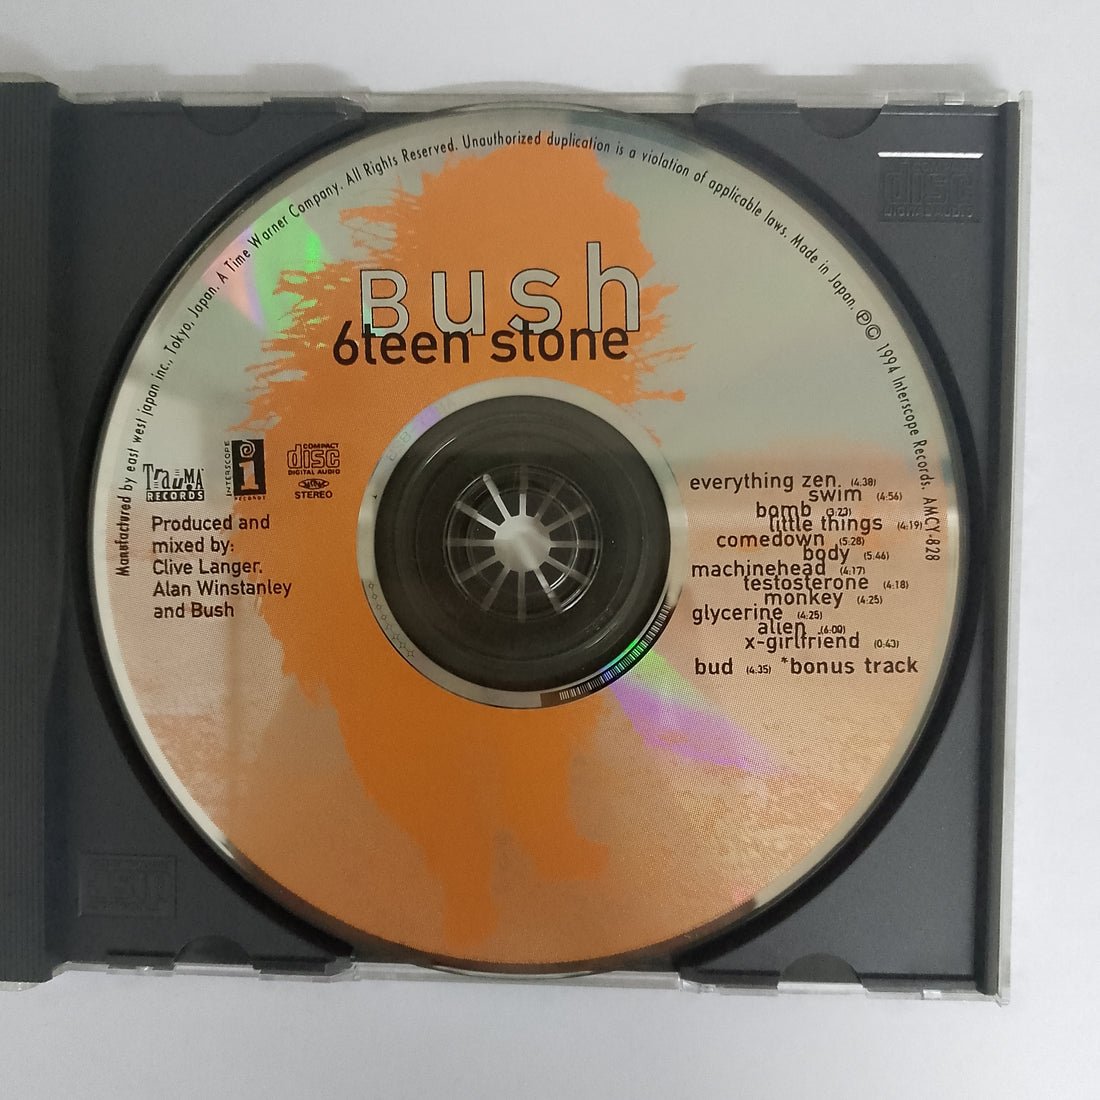 Manufactured by east west japan inc., Tokyo, Japan. A Time Warner Company. All Rights Reserved. Unauthorized duplication is a violation of applicable laws. Made in Japan. ℗© 1994 Interscope Records. AMCY-828
Bush
6teen stone
TrauMA
RECORDS
INTERSCOPE
i
RECORDS
COMPACT
disc
DIGITAL AUDIO
STEREO
Produced and
mixed by:
Clive Langer.
Alan Winstanley
and Bush
everything zen. (4:38)
swim (4:56)
bomb (3:23)
little things (4:19)
comedown (5:28)
body (5:46)
machinehead (4:17)
testosterone (4:18)
monkey (4:25)
glycerine (4:25)
alien (6:00)
x-girlfriend (0:43)
bud (4:35) *bonus track
disc
DIGITAL AUDIO